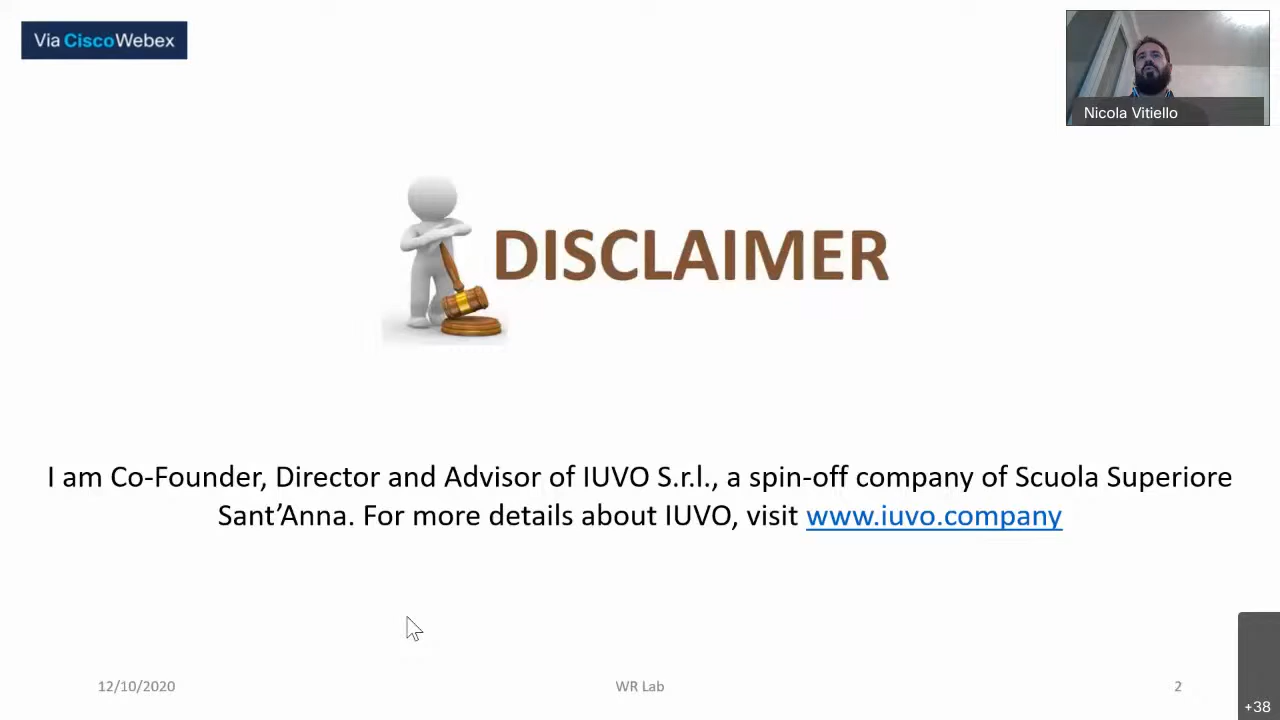 Via CiscoWebex
Nicola Vitiello
DISCLAIMER
I am Co-Founder, Director and Advisor of IUVO S.r.l., a spin-off company of Scuola Superiore
Sant’Anna. For more details about IUVO, visit www.iuvo.company
12/10/2020
WR Lab
2
+38